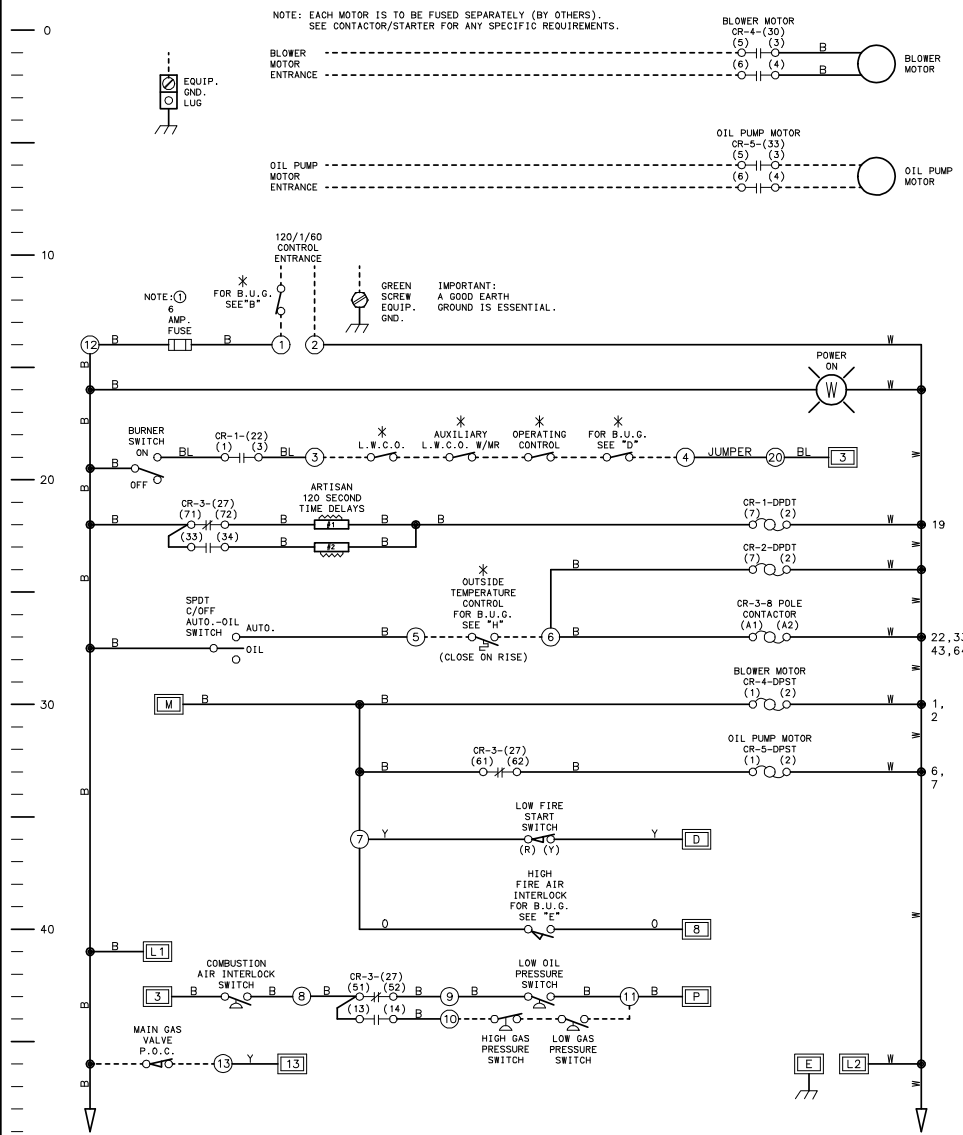 NOTE: EACH MOTOR IS TO BE FUSED SEPARATELY (BY OTHERS).
SEE CONTACTOR/STARTER FOR ANY SPECIFIC REQUIREMENTS.
0
BLOWER MOTOR
CR-4-(30)
(5) (3)
B
(6) (4)
B
BLOWER
MOTOR
BLOWER
MOTOR
ENTRANCE
EQUIP.
GND.
LUG
OIL PUMP MOTOR
CR-5-(33)
(5) (3)
(6) (4)
OIL PUMP
MOTOR
OIL PUMP
MOTOR
ENTRANCE
10
120/1/60
CONTROL
ENTRANCE
FOR B.U.G.
SEE"B"
GREEN
SCREW
EQUIP.
GND.
IMPORTANT:
A GOOD EARTH
GROUND IS ESSENTIAL.
NOTE:1
6
AMP.
FUSE
12 B B 1 2 W
B
B
POWER
ON
W
W
B
BURNER
SWITCH
ON
OFF
B
BL
CR-1-(22)
(1) (3)
BL
3
L.W.C.O.
AUXILIARY
L.W.C.O. W/MR
OPERATING
CONTROL
FOR B.U.G.
SEE "D"
4
JUMPER
20
BL
3
W
20
B
CR-3-(27)
(71) (72)
(33) (34)
B
B
B
ARTISAN
120 SECOND
TIME DELAYS
#1
#2
B
B
B
CR-1-DPDT
(7) (2)
W
19
W
CR-2-DPDT
(7) (2)
B
W
B
W
SPDT
C/OFF
AUTO.-OIL
SWITCH
AUTO.
OIL
B
B
5
OUTSIDE
TEMPERATURE
CONTROL
FOR B.U.G.
SEE "H"
(CLOSE ON RISE)
6
B
CR-3-8 POLE
CONTACTOR
(A1) (A2)
W
22,33
43,64
W
30
M
B
B
BLOWER MOTOR
CR-4-DPST
(1) (2)
W
1,
2
W
B
CR-3-(27)
(61) (62)
B
OIL PUMP MOTOR
CR-5-DPST
(1) (2)
W
6,
7
B
LOW FIRE
START
SWITCH
7
Y
(R) (Y)
Y
D
HIGH
FIRE AIR
INTERLOCK
FOR B.U.G.
SEE "E"
O
O
8
W
40
B
L1
COMBUSTION
AIR INTERLOCK
SWITCH
3
B
B
8
B
CR-3-(27)
(51) (52)
(13) (14)
B
9
B
LOW OIL
PRESSURE
SWITCH
B
11
B
P
B
10
HIGH GAS
PRESSURE
SWITCH
LOW GAS
PRESSURE
SWITCH
B
MAIN GAS
VALVE
P.O.C.
13
Y
13
E
L2
W
B
W